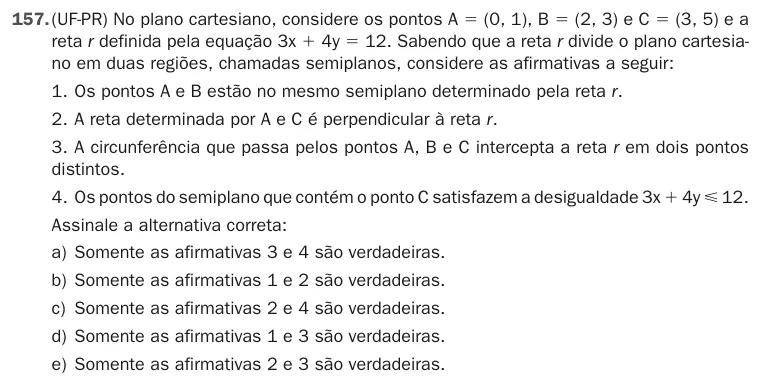 157. (UF-PR) No plano cartesiano, considere os pontos A = (0, 1), B = (2, 3) e C = (3, 5) e a
reta r definida pela equação 3x + 4y = 12. Sabendo que a reta r divide o plano cartesia-
no em duas regiões, chamadas semiplanos, considere as afirmativas a seguir:
1. Os pontos A e B estão no mesmo semiplano determinado pela reta r.
2. A reta determinada por A e C é perpendicular à reta r.
3. A circunferência que passa pelos pontos A, B e C intercepta a reta r em dois pontos
distintos.
4. Os pontos do semiplano que contém o ponto C satisfazem a desigualdade 3x + 4y ⩽ 12.
Assinale a alternativa correta:
a) Somente as afirmativas 3 e 4 são verdadeiras.
b) Somente as afirmativas 1 e 2 são verdadeiras.
c) Somente as afirmativas 2 e 4 são verdadeiras.
d) Somente as afirmativas 1 e 3 são verdadeiras.
e) Somente as afirmativas 2 e 3 são verdadeiras.